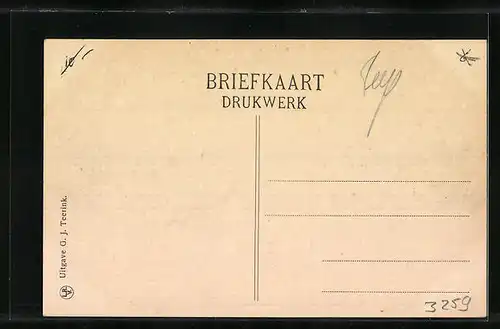 BRIEFKAART
DRUKWERK
Uitgave G. J. Teerink.
3259